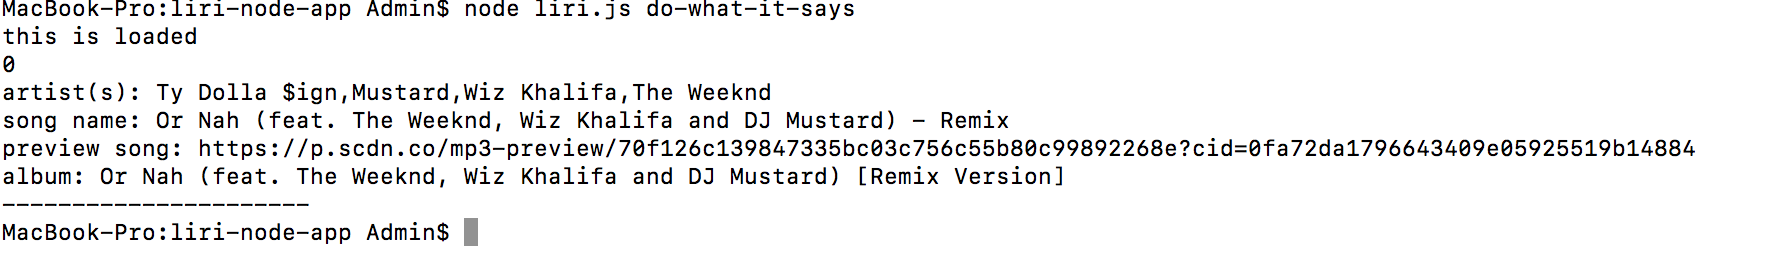 MacBook-Pro:liri-node-app Admin$ node liri.js do-what-it-says
this is loaded
0
artist(s): Ty Dolla $ign,Mustard,Wiz Khalifa,The Weeknd
song name: Or Nah (feat. The Weeknd, Wiz Khalifa and DJ Mustard) - Remix
preview song: https://p.scdn.co/mp3-preview/70f126c139847335bc03c756c55b80c99892268e?cid=0fa72da1796643409e05925519b14884
album: Or Nah (feat. The Weeknd, Wiz Khalifa and DJ Mustard) [Remix Version]
----------------------
MacBook-Pro:liri-node-app Admin$